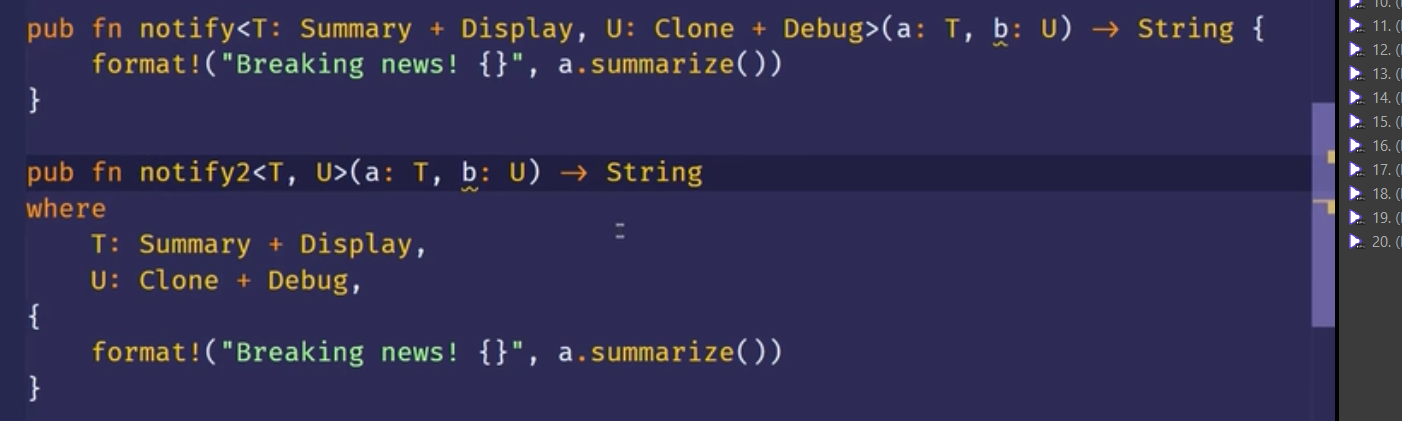 pub fn notify<T: Summary + Display, U: Clone + Debug>(a: T, b: U) → String {
    format!("Breaking news! {}", a.summarize())
}

pub fn notify2<T, U>(a: T, b: U) → String
where
    T: Summary + Display,
    U: Clone + Debug,
{
    format!("Breaking news! {}", a.summarize())
}
10. (
11. (
12. (
13. (
14. (
15. (
16. (
17. (
18. (
19. (
20. (